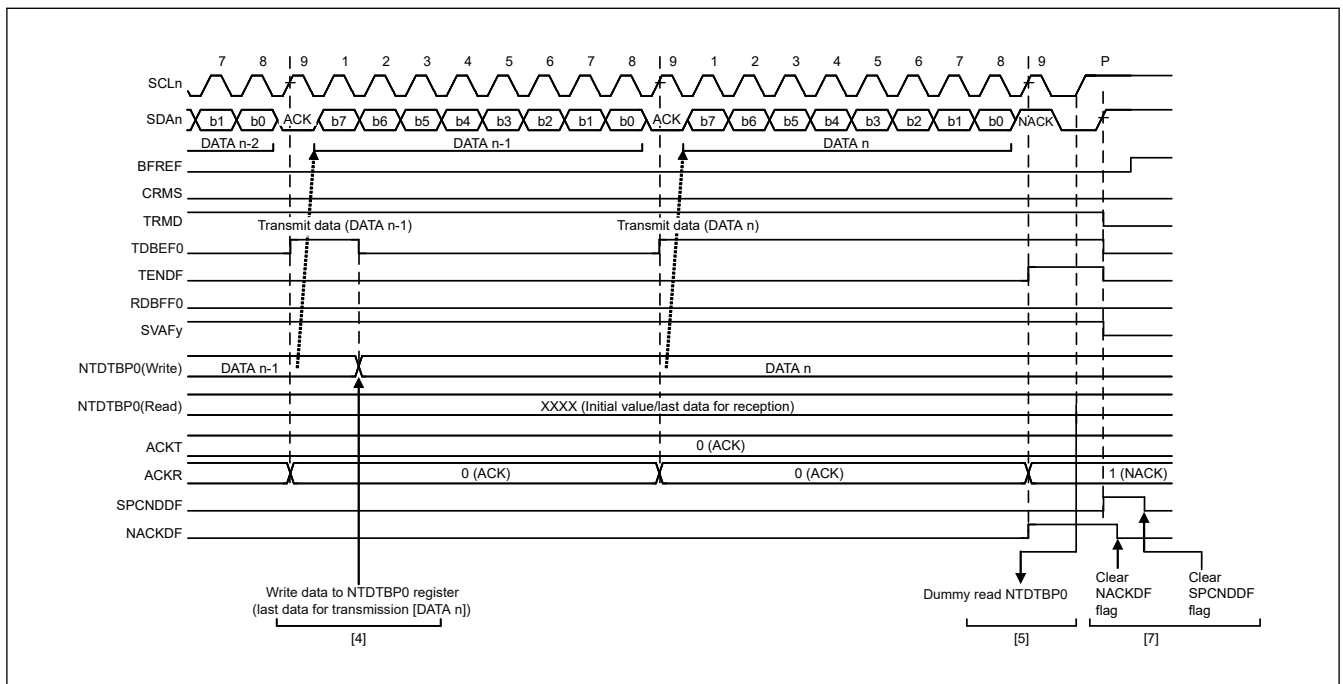 7 8 9 1 2 3 4 5 6 7 8 9 1 2 3 4 5 6 7 8 9 P
SCLn
SDAn b1 b0 ACK b7 b6 b5 b4 b3 b2 b1 b0 ACK b7 b6 b5 b4 b3 b2 b1 b0 NACK
DATA n-2 DATA n-1 DATA n
BFREF
CRMS
TRMD
Transmit data (DATA n-1) Transmit data (DATA n)
TDBEF0
TENDF
RDBFF0
SVAFy
NTDTBP0(Write) DATA n-1 DATA n
NTDTBP0(Read) XXXX (Initial value/last data for reception)
ACKT 0 (ACK)
ACKR 0 (ACK) 0 (ACK) 1 (NACK)
SPCNDDF
NACKDF
Write data to NTDTBP0 register
(last data for transmission [DATA n])
[4]
Dummy read NTDTBP0
[5]
Clear
NACKDF
flag
Clear
SPCNDDF
flag
[7]